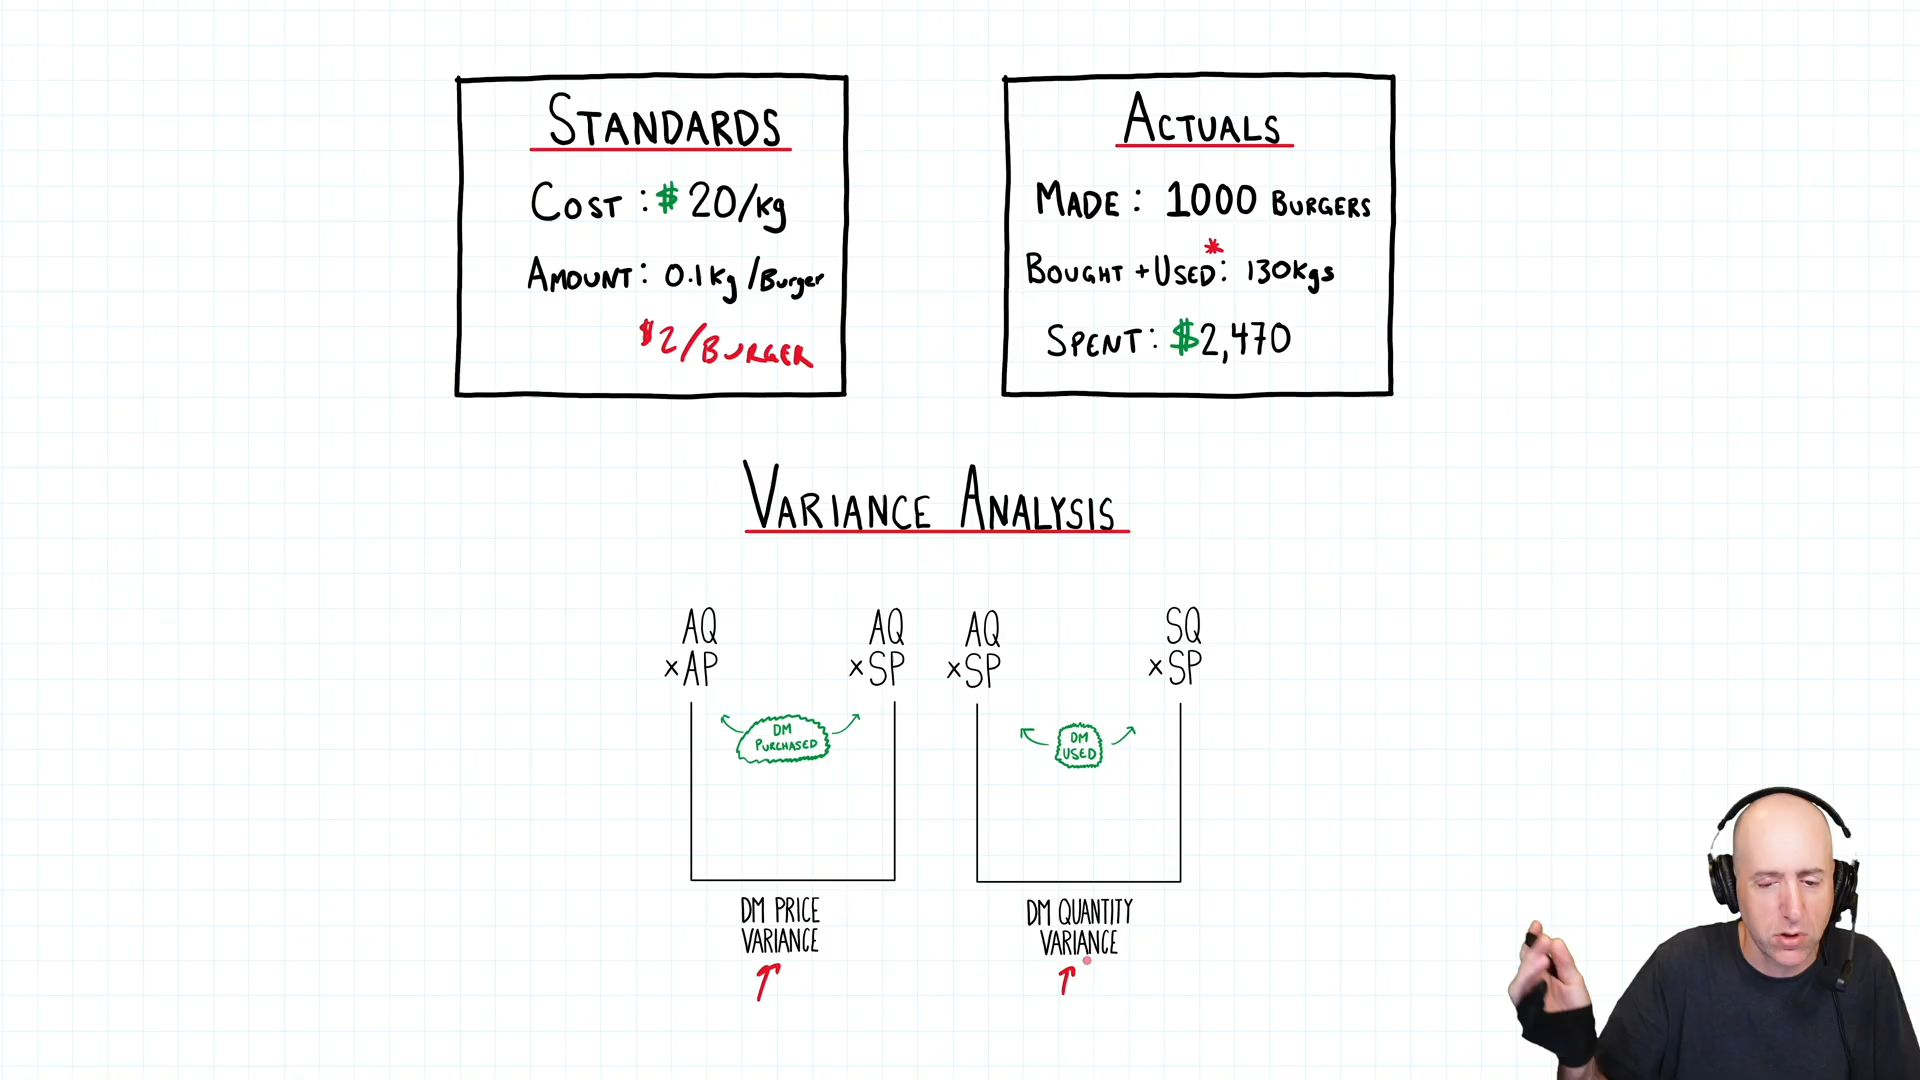 STANDARDS
COST : $20/kg
AMOUNT: 0.1kg/Burger
$2/BURGER
ACTUALS
MADE: 1000 BURGERS
*
BOUGHT + USED: 130kgs
SPENT: $2,470
VARIANCE ANALYSIS
AQ
×AP
AQ
×SP
DM
PURCHASED
DM PRICE
VARIANCE
AQ
×SP
SQ
×SP
DM
USED
DM QUANTITY
VARIANCE